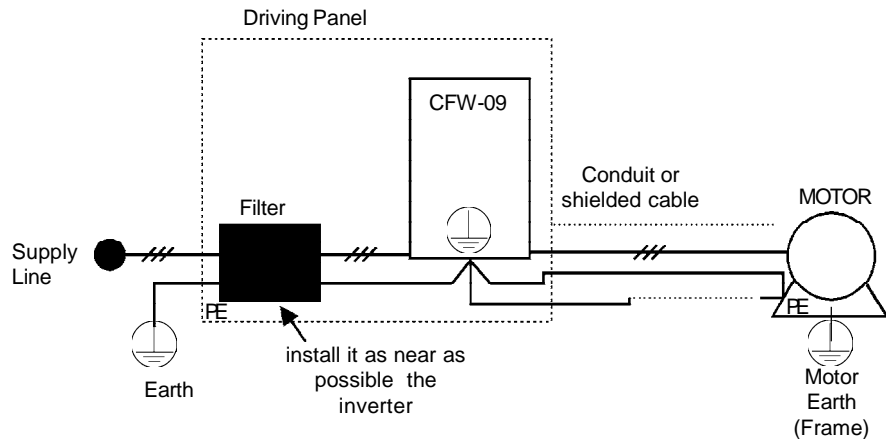 Driving Panel
CFW-09
Conduit or
shielded cable
MOTOR
Filter
Supply
Line
PE
PE
Earth
install it as near as
possible the
inverter
Motor
Earth
(Frame)